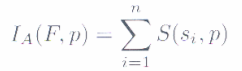 I_A(F, p) = \sum_{i=1}^{n} S(s_i, p)